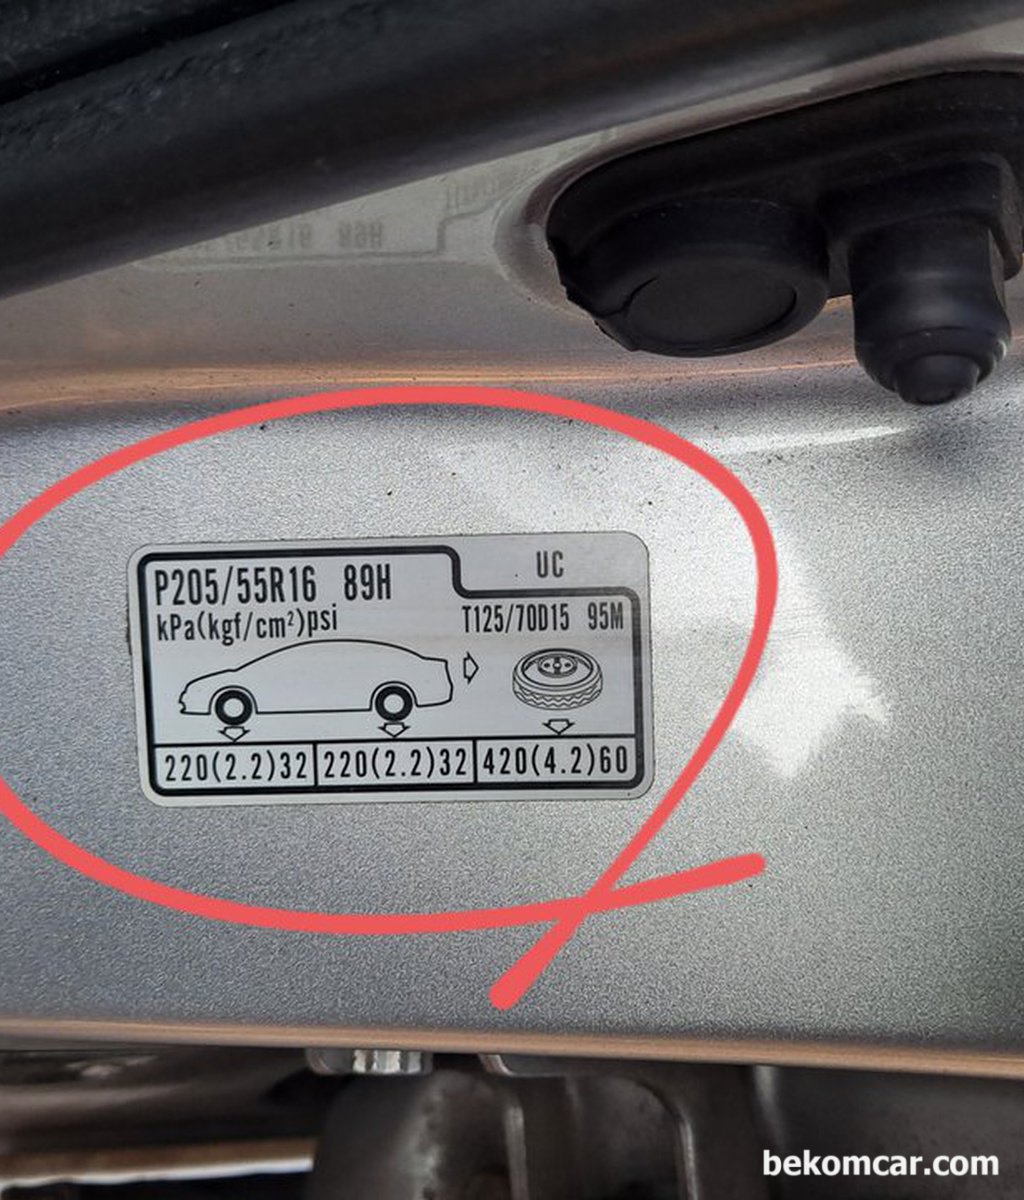 UC
P205/55R16 89H
kPa(kgf/cm²)psi
T125/70D15 95M
220(2.2)32 220(2.2)32 420(4.2)60
bekomcar.com